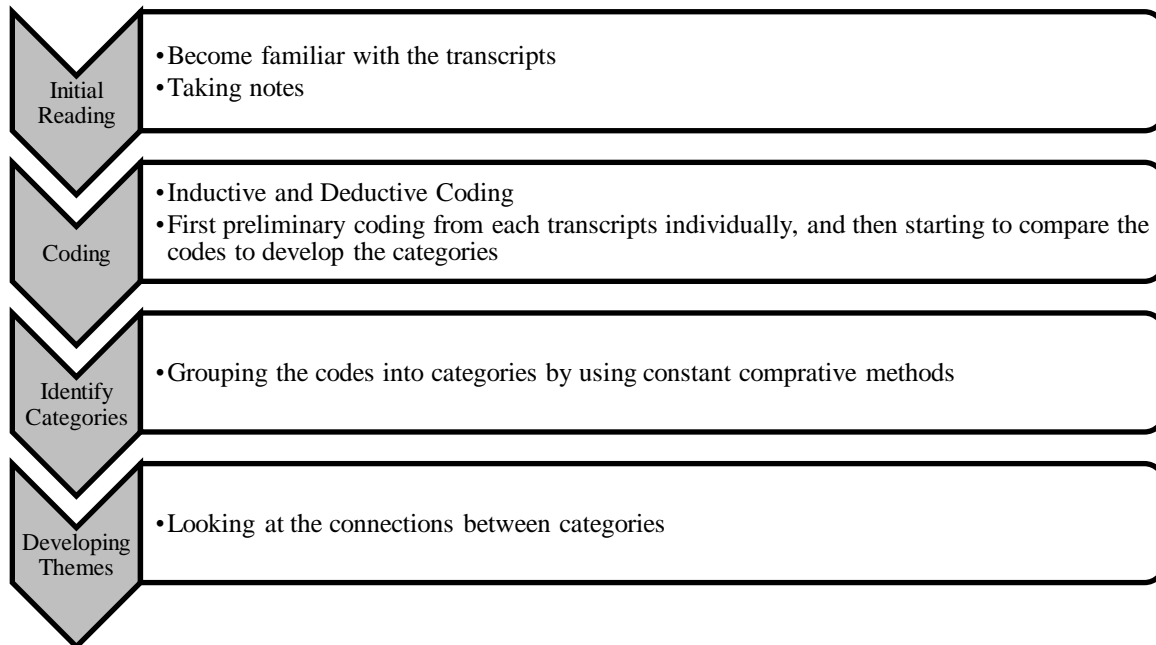 Initial
Reading
•Become familiar with the transcripts
•Taking notes
Coding
•Inductive and Deductive Coding
•First preliminary coding from each transcripts individually, and then starting to compare the
codes to develop the categories
Identify
Categories
•Grouping the codes into categories by using constant comprative methods
Developing
Themes
•Looking at the connections between categories